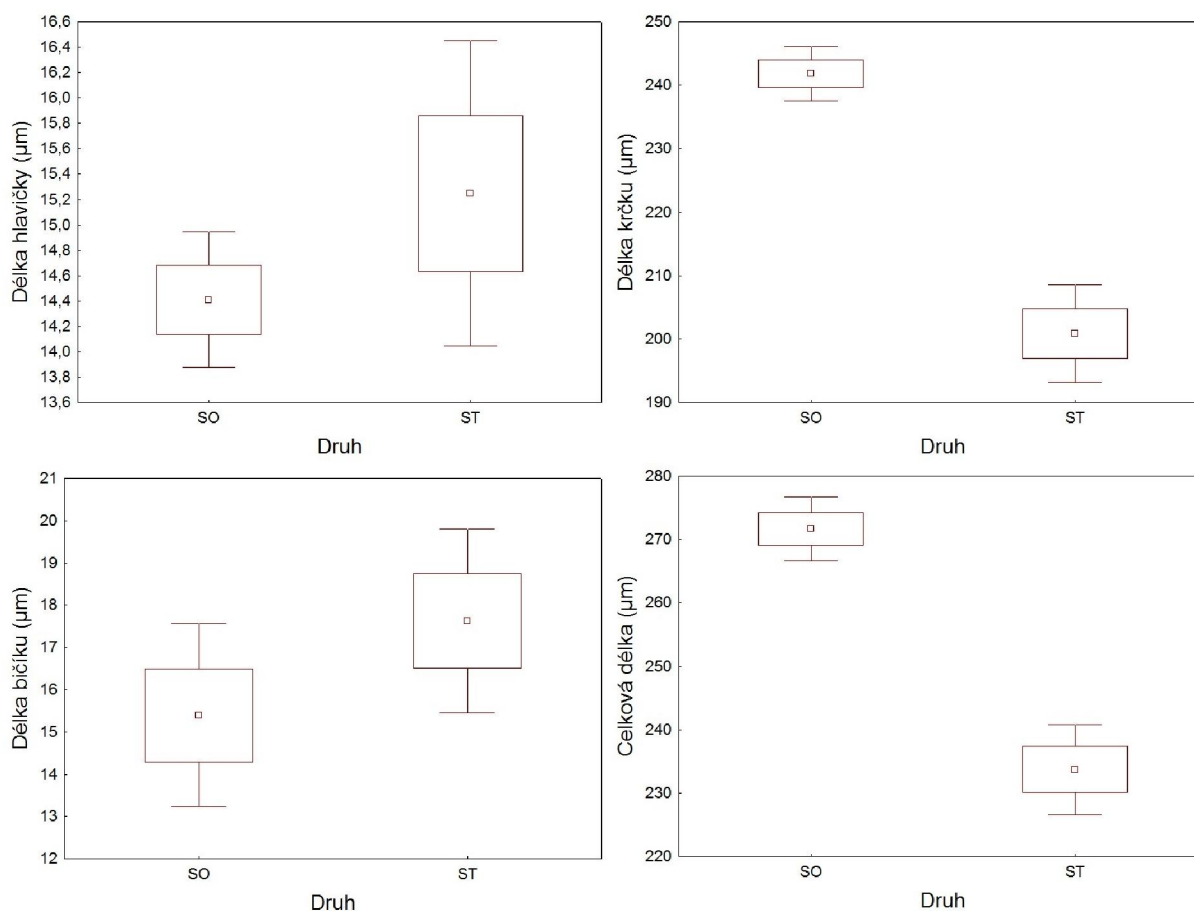 Délka hlavičky (µm)
16,6
16,4
16,2
16,0
15,8
15,6
15,4
15,2
15,0
14,8
14,6
14,4
14,2
14,0
13,8
13,6
SO
ST
Druh
Délka krčku (µm)
250
240
230
220
210
200
190
SO
ST
Druh
Délka bičíku (µm)
21
20
19
18
17
16
15
14
13
12
SO
ST
Druh
Celková délka (µm)
280
270
260
250
240
230
220
SO
ST
Druh